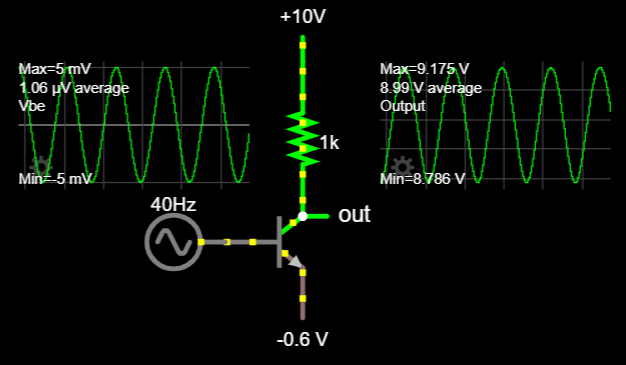 +10V
Max=5 mV
1.06 μV average
Vbe
Min=-5 mV
Max=9.175 V
8.99 V average
Output
Min=8.786 V
1k
40Hz
out
-0.6 V